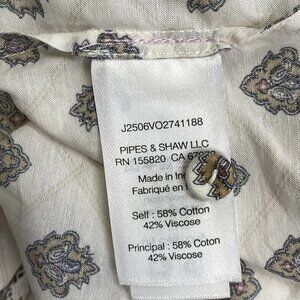 J2506VO2741188
PIPES & SHAW LLC
RN 155820 CA
Made in
Fabriqué en
Self : 58% Cotton
42% Viscose
Principal : 58% Coton
42% Viscose